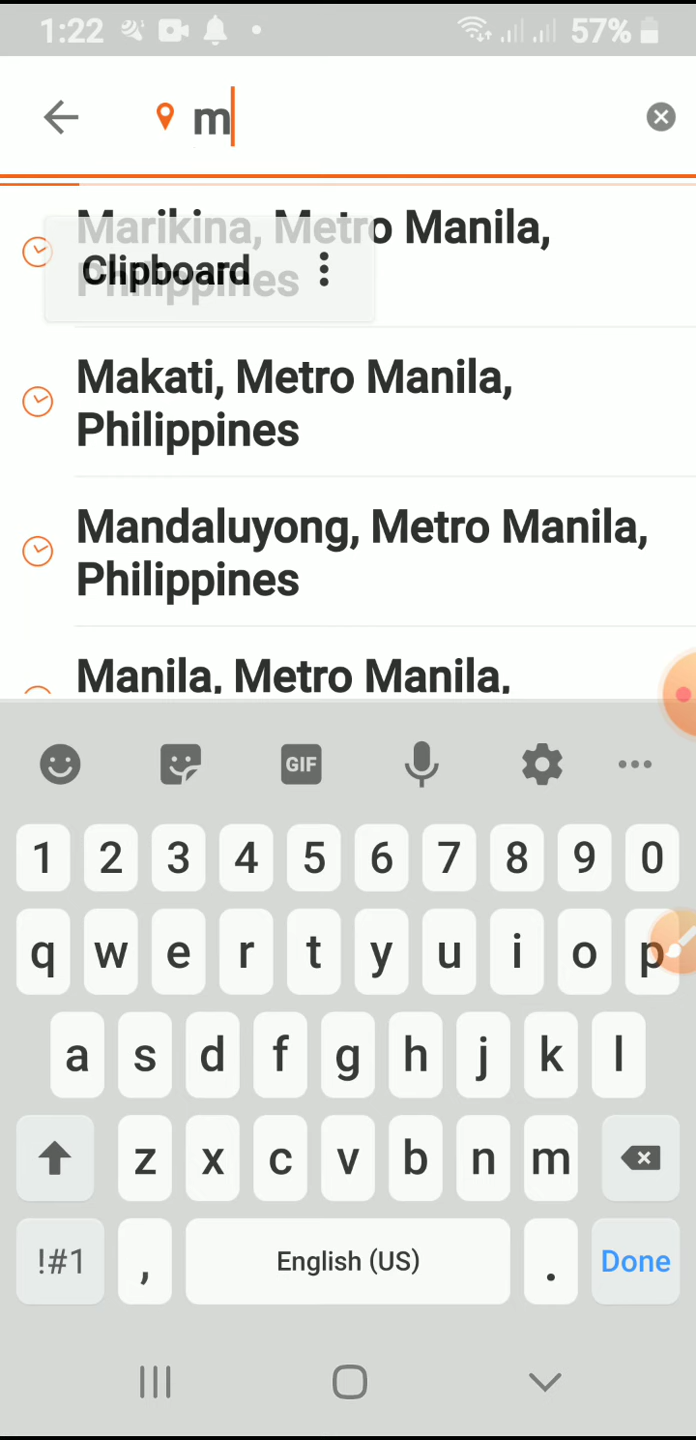 1:22
57%
m
Marikina, Metro Manila,
Philippines
Clipboard
Makati, Metro Manila,
Philippines
Mandaluyong, Metro Manila,
Philippines
Manila, Metro Manila,
GIF
1 2 3 4 5 6 7 8 9 0
q w e r t y u i o p
a s d f g h j k l
z x c v b n m
!#1 , English (US) . Done